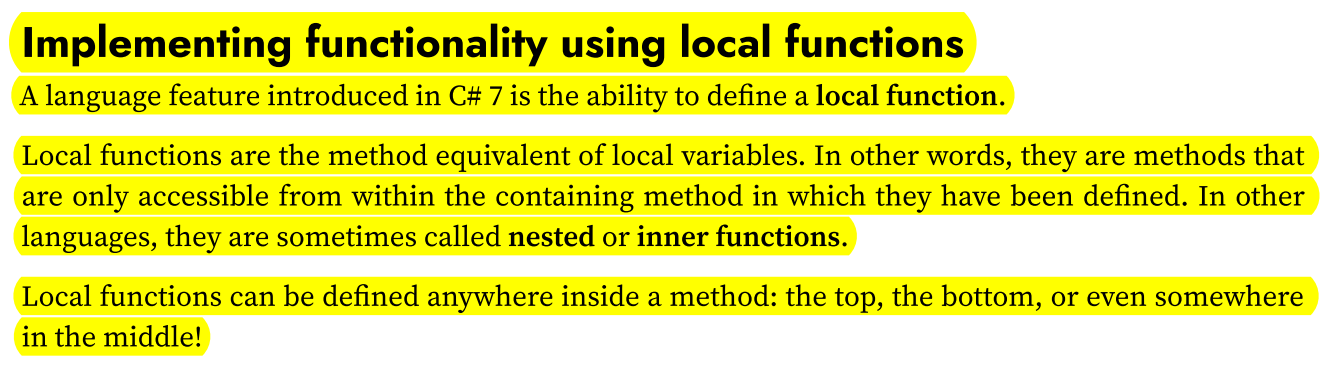 Implementing functionality using local functions
A language feature introduced in C# 7 is the ability to define a local function.
Local functions are the method equivalent of local variables. In other words, they are methods that
are only accessible from within the containing method in which they have been defined. In other
languages, they are sometimes called nested or inner functions.
Local functions can be defined anywhere inside a method: the top, the bottom, or even somewhere
in the middle!